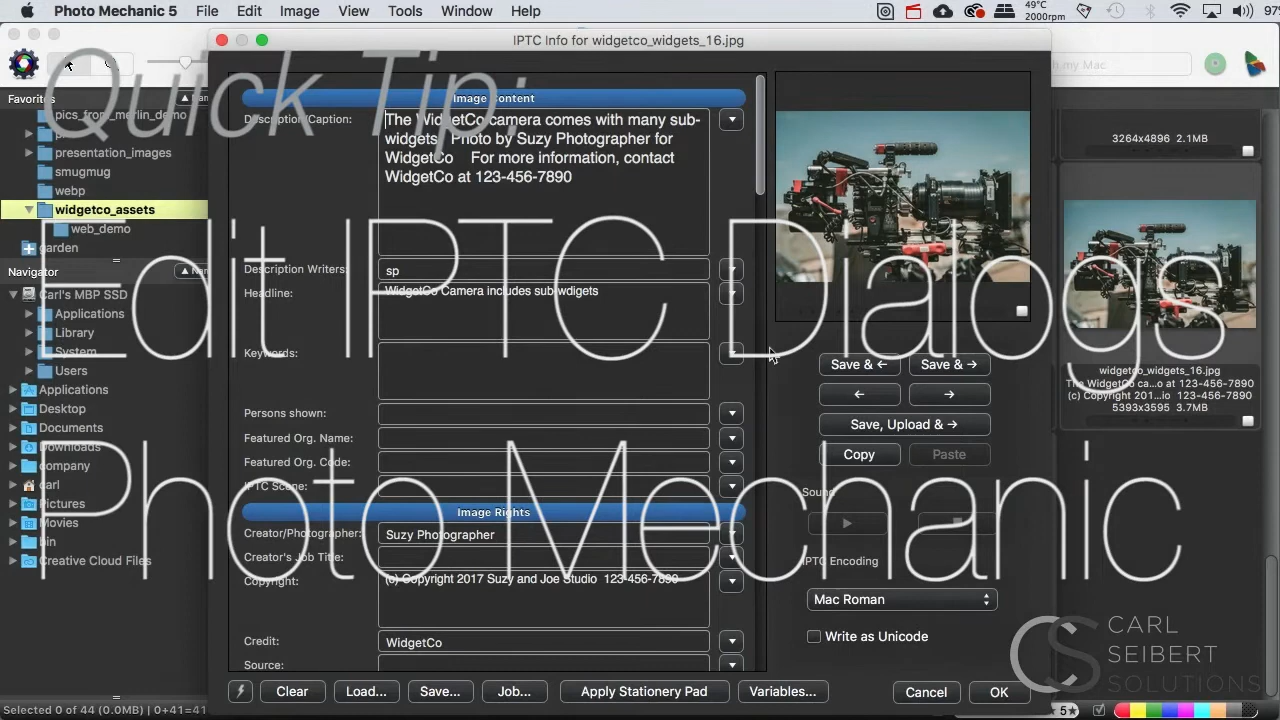 Photo Mechanic 5 File Edit Image View Tools Window Help
49°C
2000rpm
97
IPTC Info for widgetco_widgets_16.jpg
Quick Tip:
Edit IPTC Dialogs
Photo Mechanic
Favorites
Nam
pics_from_merlin_demo
presentation_images
smugmug
webp
widgetco_assets
web_demo
garden
Navigator
Nam
Carl's MBP SSD
Applications
Library
System
Users
Applications
Desktop
Documents
Downloads
company
carl
Pictures
Movies
bin
Creative Cloud Files
Selected 0 of 44 (0.0MB) | 0+41=41
Image Content
Description/Caption:
The WidgetCo camera comes with many sub-
widgets Photo by Suzy Photographer for
WidgetCo For more information, contact
WidgetCo at 123-456-7890
Description Writers:
sp
Headline:
WidgetCo Camera includes sub-wdigets
Keywords:
Persons shown:
Featured Org. Name:
Featured Org. Code:
IPTC Scene:
Image Rights
Creator/Photographer:
Suzy Photographer
Creator's Job Title:
Copyright:
(c) Copyright 2017 Suzy and Joe Studio 123-456-7890
Credit:
WidgetCo
Source:
Clear Load... Save... Job... Apply Stationery Pad Variables... Cancel OK
Save & ← Save & →
← →
Save, Upload & →
Copy Paste
Sound
IPTC Encoding
Mac Roman
Write as Unicode
h my Mac
3264x4896 2.1MB
widgetco_widgets_16.jpg
The WidgetCo ca...o at 123-456-7890
(c) Copyright 201...io 123-456-7890
5393x3595 3.7MB
5★
CS
CARL
SEIBERT
SOLUTIONS